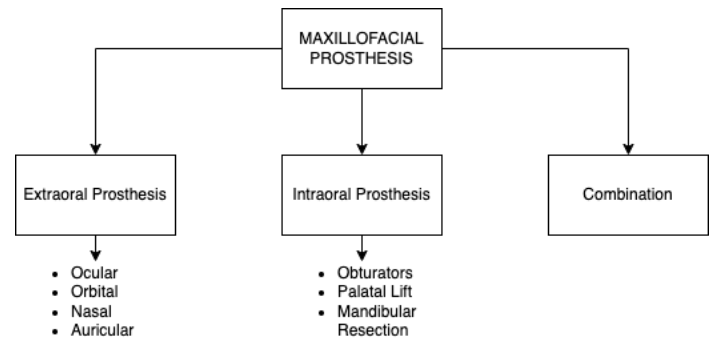 MAXILLOFACIAL
PROSTHESIS
Extraoral Prosthesis
Intraoral Prosthesis
Combination
• Ocular
• Orbital
• Nasal
• Auricular
• Obturators
• Palatal Lift
• Mandibular
Resection